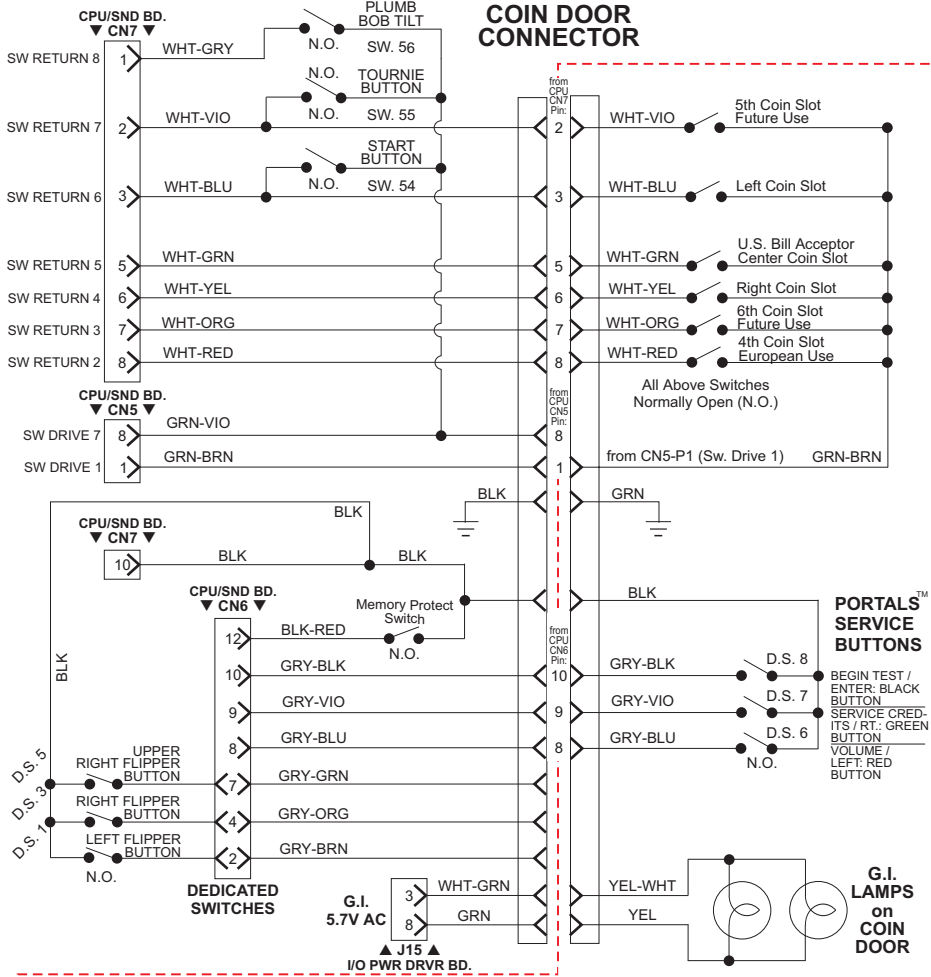 COIN DOOR
CONNECTOR
CPU/SND BD.
▼ CN7 ▼
PLUMB
BOB TILT
N.O. SW. 56
SW RETURN 8 1 WHT-GRY
N.O. TOURNIE
BUTTON
N.O. SW. 55
SW RETURN 7 2 WHT-VIO
START
BUTTON
N.O. SW. 54
SW RETURN 6 3 WHT-BLU
SW RETURN 5 5 WHT-GRN
SW RETURN 4 6 WHT-YEL
SW RETURN 3 7 WHT-ORG
SW RETURN 2 8 WHT-RED
CPU/SND BD.
▼ CN5 ▼
SW DRIVE 7 8 GRN-VIO
SW DRIVE 1 1 GRN-BRN
from
CPU
CN7
Pin:
2 WHT-VIO 5th Coin Slot
Future Use
3 WHT-BLU Left Coin Slot
5 WHT-GRN U.S. Bill Acceptor
Center Coin Slot
6 WHT-YEL Right Coin Slot
7 WHT-ORG 6th Coin Slot
Future Use
8 WHT-RED 4th Coin Slot
European Use
All Above Switches
Normally Open (N.O.)
from
CPU
CN5
Pin:
8
1 from CN5-P1 (Sw. Drive 1) GRN-BRN
BLK GRN
BLK
CPU/SND BD.
▼ CN7 ▼
10 BLK BLK
BLK
CPU/SND BD.
▼ CN6 ▼
Memory Protect
Switch
N.O.
12 BLK-RED
10 GRY-BLK
9 GRY-VIO
8 GRY-BLU
BLK
D.S. 5 UPPER
RIGHT FLIPPER
BUTTON 7 GRY-GRN
D.S. 3 RIGHT FLIPPER
BUTTON 4 GRY-ORG
D.S. 1 LEFT FLIPPER
BUTTON 2 GRY-BRN
N.O.
DEDICATED
SWITCHES
from
CPU
CN6
Pin:
10 GRY-BLK D.S. 8
9 GRY-VIO D.S. 7
8 GRY-BLU D.S. 6
N.O.
PORTALS™
SERVICE
BUTTONS
BEGIN TEST /
ENTER: BLACK
BUTTON
SERVICE CRED-
ITS / RT.: GREEN
BUTTON
VOLUME /
LEFT: RED
BUTTON
G.I.
5.7V AC
3 WHT-GRN YEL-WHT
8 GRN YEL
▲ J15 ▲
I/O PWR DRVR BD.
G.I.
LAMPS
on
COIN
DOOR